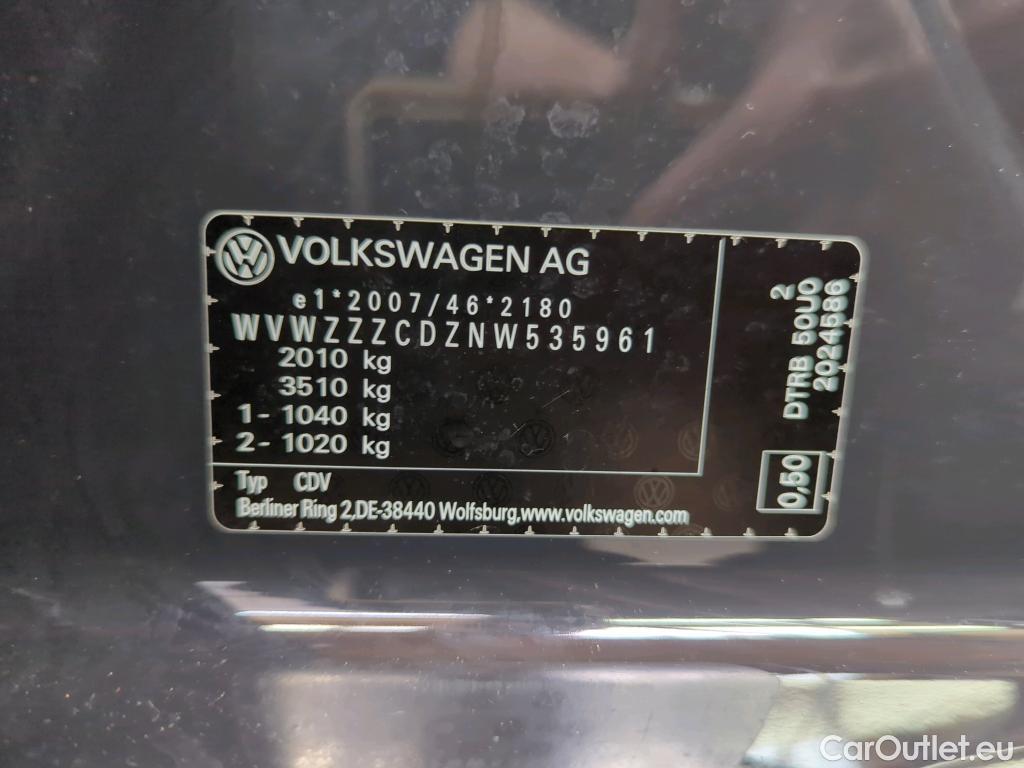 VOLKSWAGEN AG
e1*2007/46*2180
WVWZZZCDZNW535961
2010 kg
3510 kg
1- 1040 kg
2- 1020 kg
Typ CDV
Berliner Ring 2,DE-38440 Wolfsburg,www.volkswagen.com
2
DTRB 50U0
2024586
0,50
CarOutlet.eu